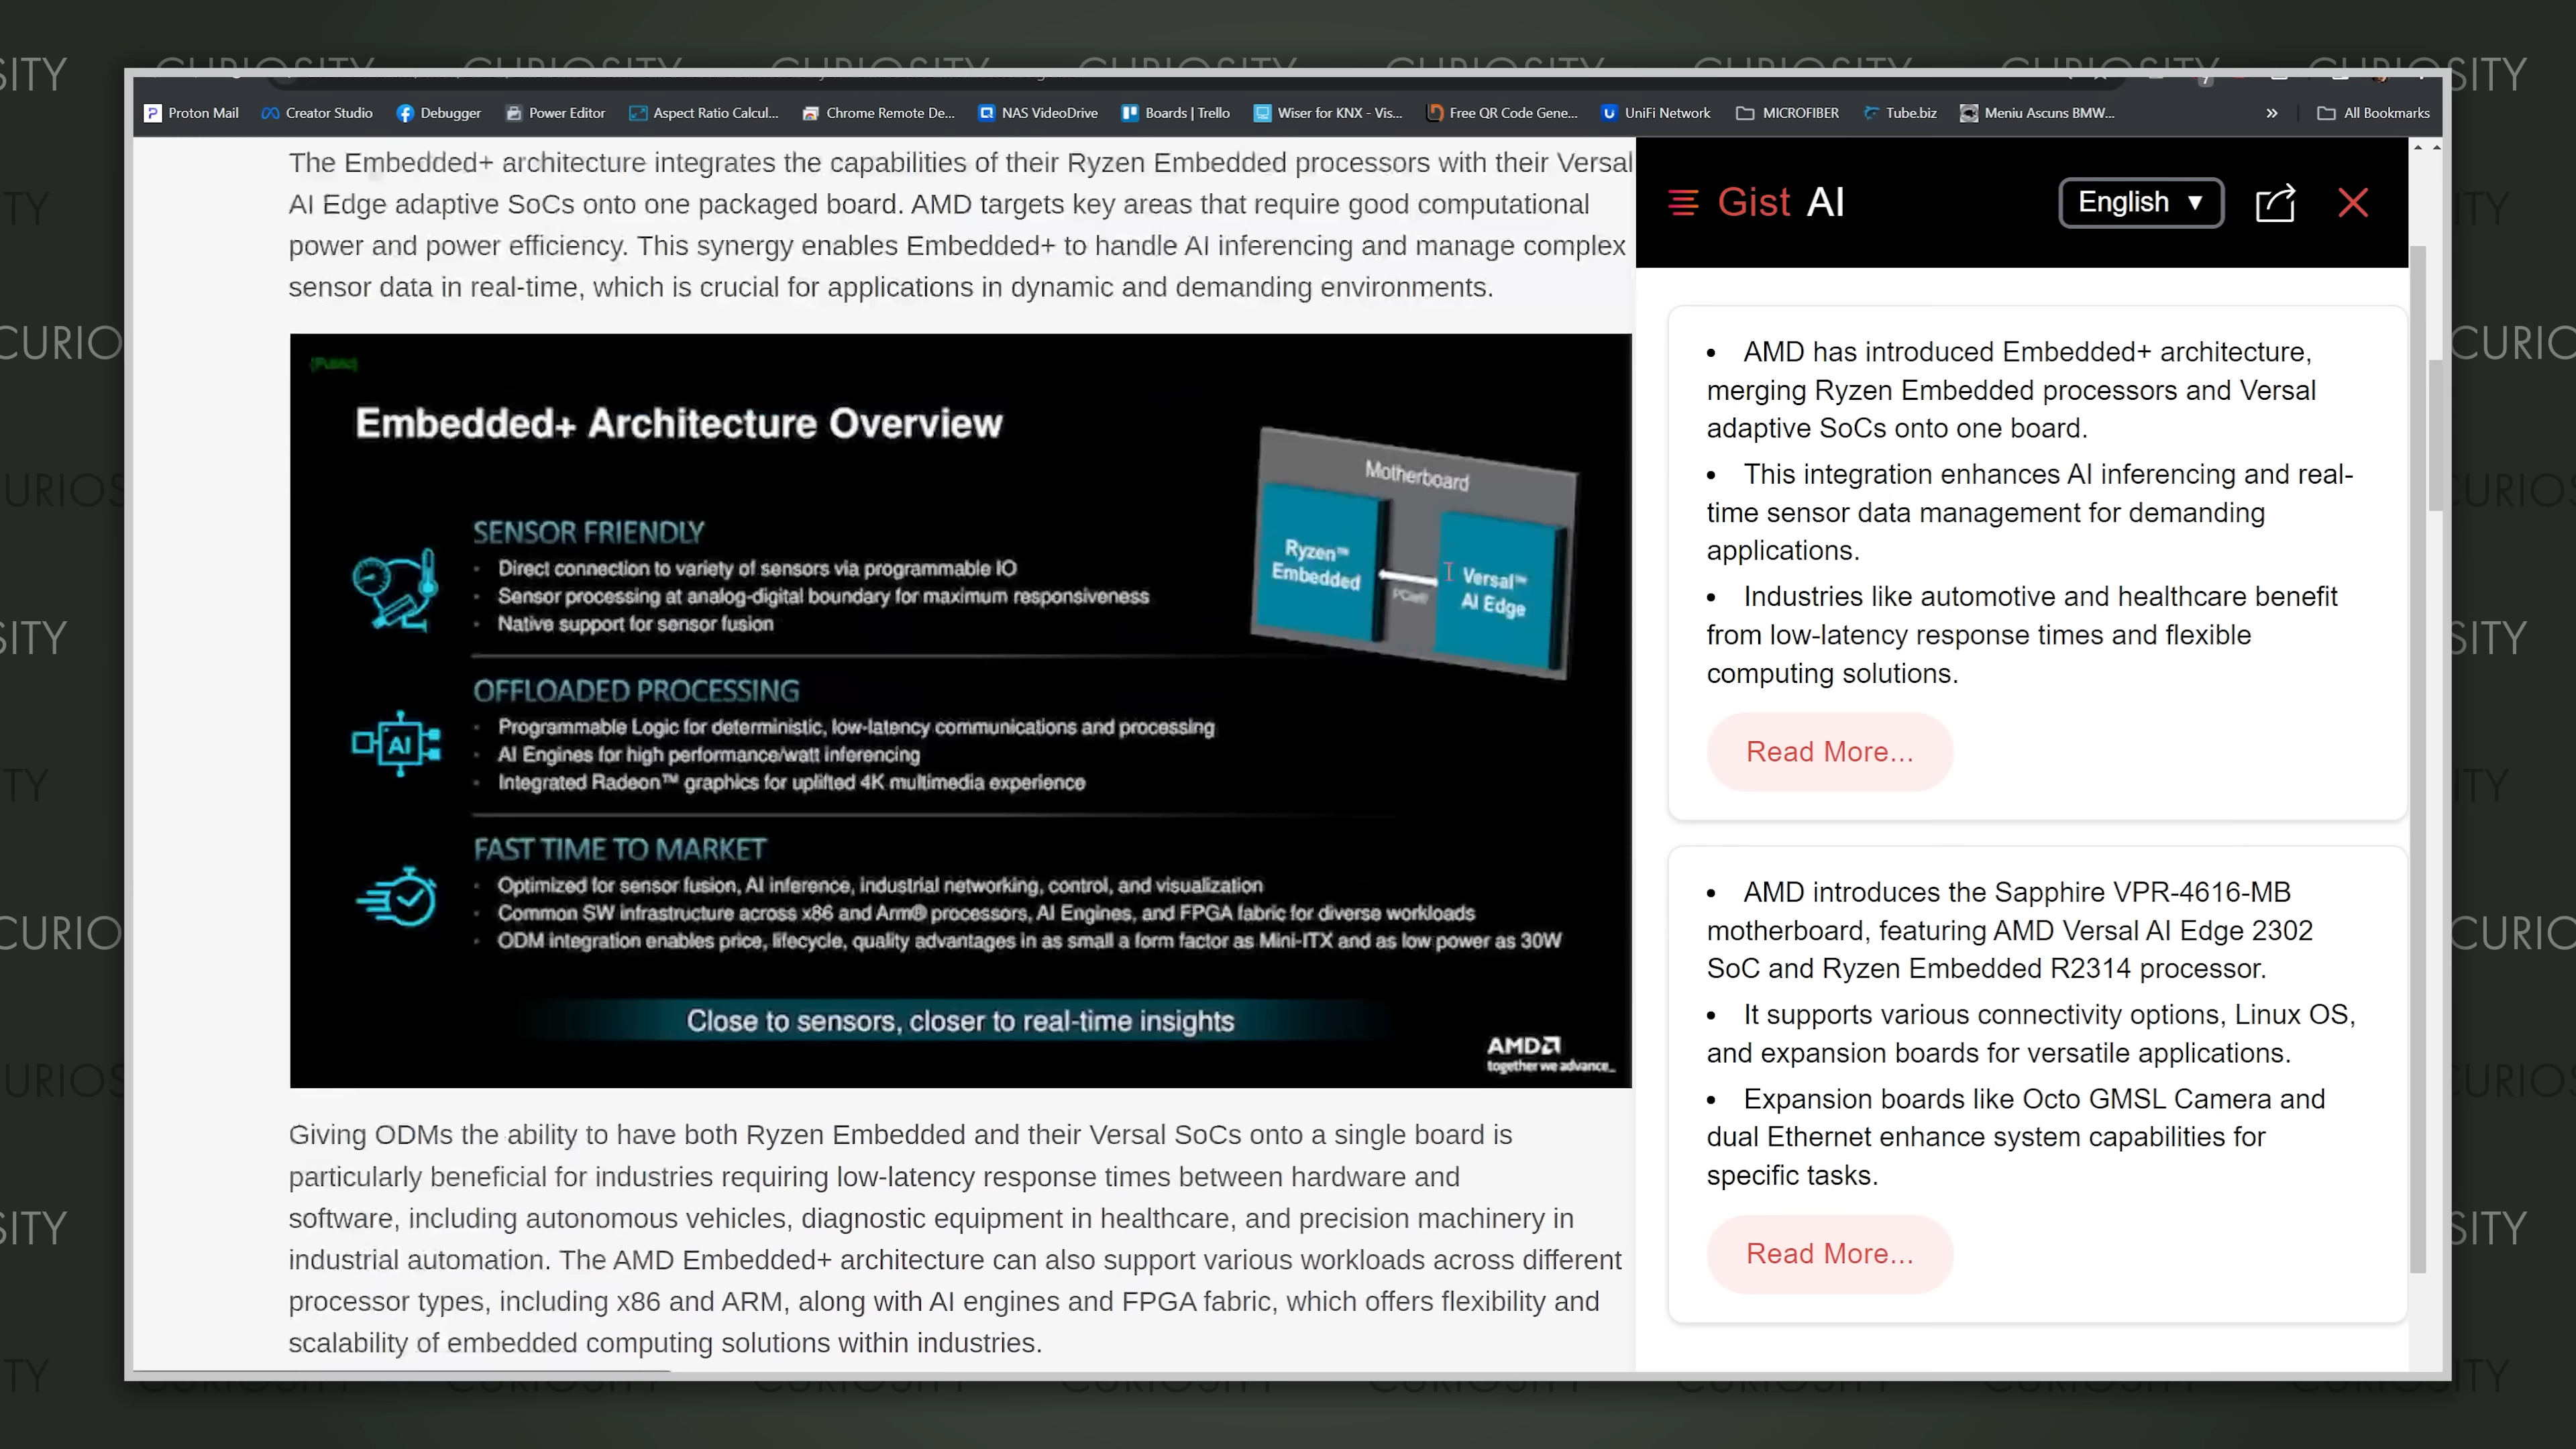 Proton Mail
Creator Studio
Debugger
Power Editor
Aspect Ratio Calcul...
Chrome Remote De...
NAS VideoDrive
Boards | Trello
Wiser for KNX - Vis...
Free QR Code Gene...
UniFi Network
MICROFIBER
Tube.biz
Meniu Ascuns BMW...
»
All Bookmarks
The Embedded+ architecture integrates the capabilities of their Ryzen Embedded processors with their Versal
AI Edge adaptive SoCs onto one packaged board. AMD targets key areas that require good computational
power and power efficiency. This synergy enables Embedded+ to handle AI inferencing and manage complex
sensor data in real-time, which is crucial for applications in dynamic and demanding environments.
[Public]
Embedded+ Architecture Overview
Motherboard
Ryzen™
Embedded
PCIe®
Versal™
AI Edge
SENSOR FRIENDLY
Direct connection to variety of sensors via programmable IO
Sensor processing at analog-digital boundary for maximum responsiveness
Native support for sensor fusion
AI
OFFLOADED PROCESSING
Programmable Logic for deterministic, low-latency communications and processing
AI Engines for high performance/watt inferencing
Integrated Radeon™ graphics for uplifted 4K multimedia experience
FAST TIME TO MARKET
Optimized for sensor fusion, AI inference, industrial networking, control, and visualization
Common SW infrastructure across x86 and Arm® processors, AI Engines, and FPGA fabric for diverse workloads
ODM integration enables price, lifecycle, quality advantages in as small a form factor as Mini-ITX and as low power as 30W
Close to sensors, closer to real-time insights
AMD
together we advance_
Giving ODMs the ability to have both Ryzen Embedded and their Versal SoCs onto a single board is
particularly beneficial for industries requiring low-latency response times between hardware and
software, including autonomous vehicles, diagnostic equipment in healthcare, and precision machinery in
industrial automation. The AMD Embedded+ architecture can also support various workloads across different
processor types, including x86 and ARM, along with AI engines and FPGA fabric, which offers flexibility and
scalability of embedded computing solutions within industries.
Gist AI
English ▼
• AMD has introduced Embedded+ architecture,
merging Ryzen Embedded processors and Versal
adaptive SoCs onto one board.
• This integration enhances AI inferencing and real-
time sensor data management for demanding
applications.
• Industries like automotive and healthcare benefit
from low-latency response times and flexible
computing solutions.
Read More...
• AMD introduces the Sapphire VPR-4616-MB
motherboard, featuring AMD Versal AI Edge 2302
SoC and Ryzen Embedded R2314 processor.
• It supports various connectivity options, Linux OS,
and expansion boards for versatile applications.
• Expansion boards like Octo GMSL Camera and
dual Ethernet enhance system capabilities for
specific tasks.
Read More...